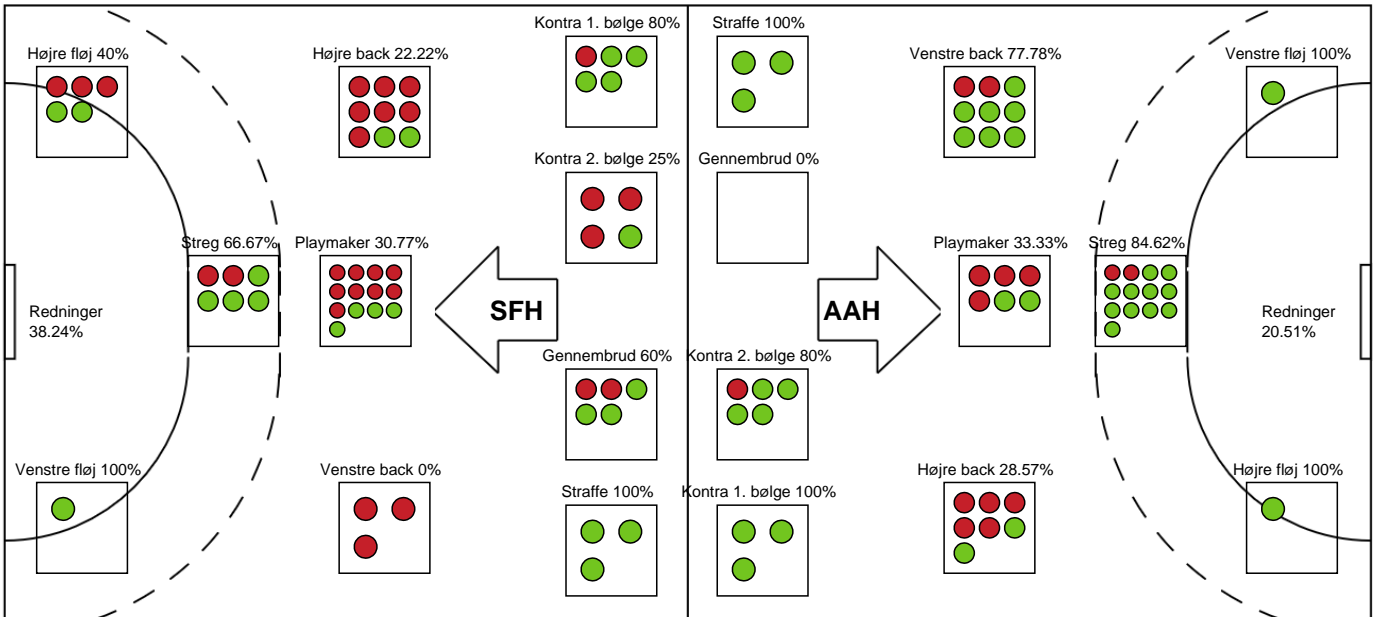 Kontra 1. bølge 80%
Straffe 100%
Højre fløj 40%
Højre back 22.22%
Venstre back 77.78%
Venstre fløj 100%
Kontra 2. bølge 25%
Gennembrud 0%
Streg 66.67%
Playmaker 30.77%
Playmaker 33.33%
Streg 84.62%
Redninger
38.24%
SFH
AAH
Redninger
20.51%
Gennembrud 60%
Kontra 2. bølge 80%
Venstre fløj 100%
Venstre back 0%
Højre back 28.57%
Højre fløj 100%
Straffe 100%
Kontra 1. bølge 100%